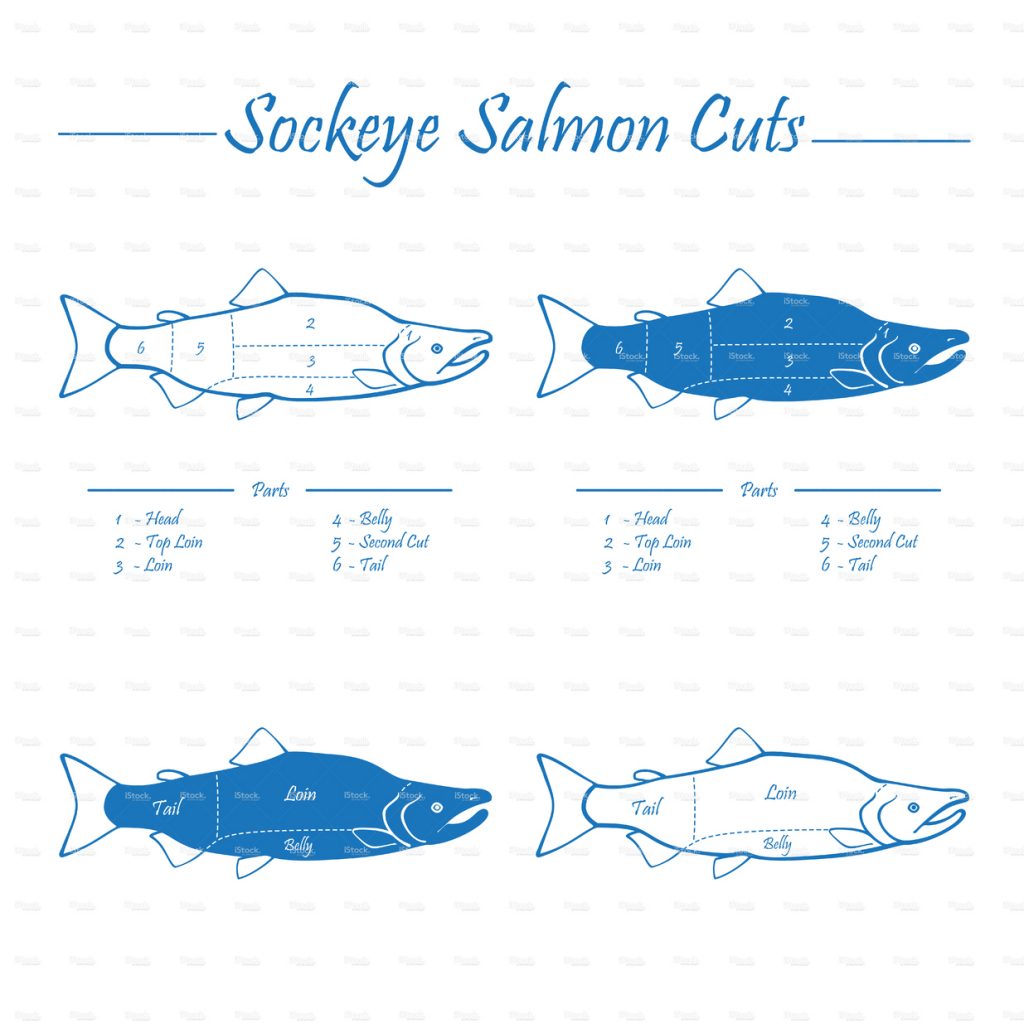 Sockeye Salmon Cuts
1
2
3
4
5
6
1
2
3
4
5
6
Parts
1 - Head
2 - Top Loin
3 - Loin
4 - Belly
5 - Second Cut
6 - Tail
Parts
1 - Head
2 - Top Loin
3 - Loin
4 - Belly
5 - Second Cut
6 - Tail
Tail
Loin
Belly
Tail
Loin
Belly
iStock.